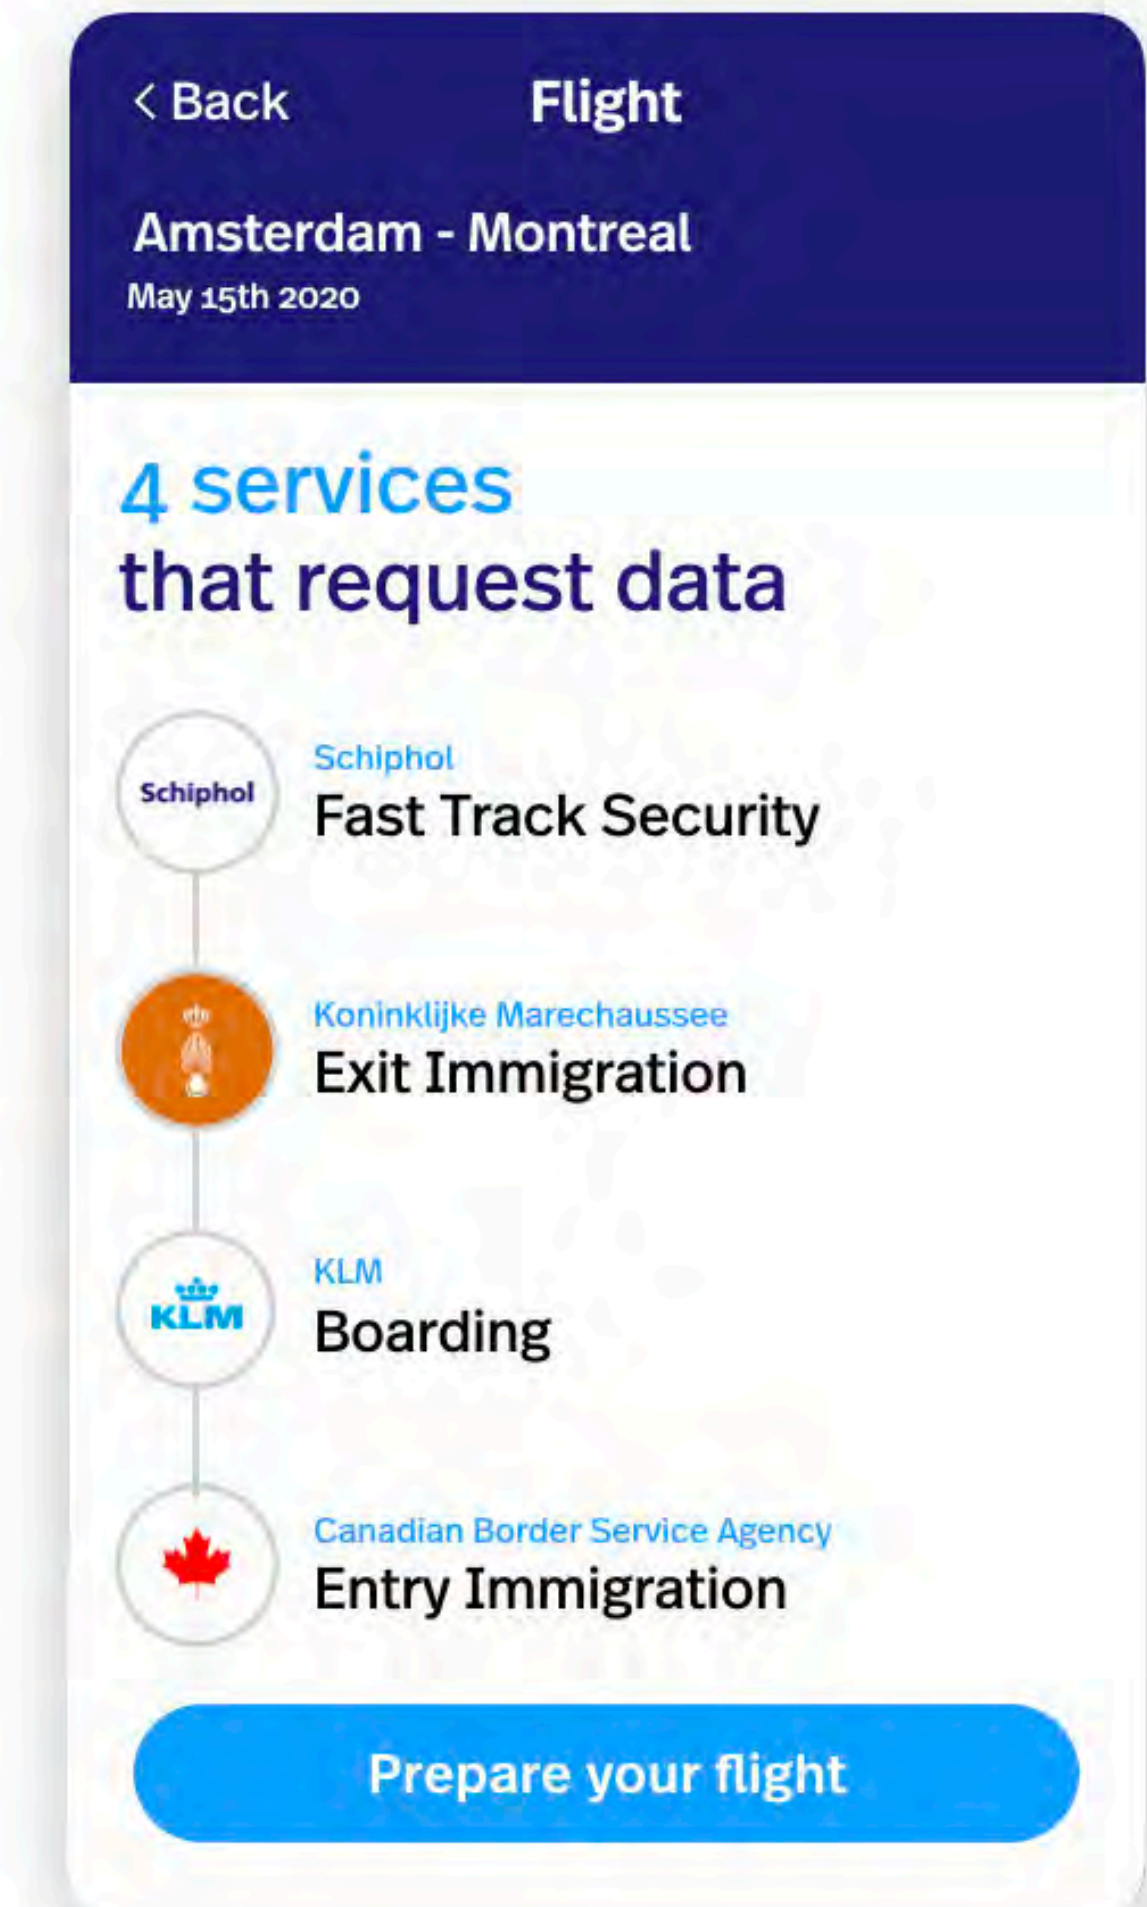 < Back Flight
Amsterdam - Montreal
May 15th 2020
4 services
that request data
Schiphol
Schiphol
Fast Track Security
Koninklijke Marechaussee
Exit Immigration
KLM
KLM
Boarding
Canadian Border Service Agency
Entry Immigration
Prepare your flight